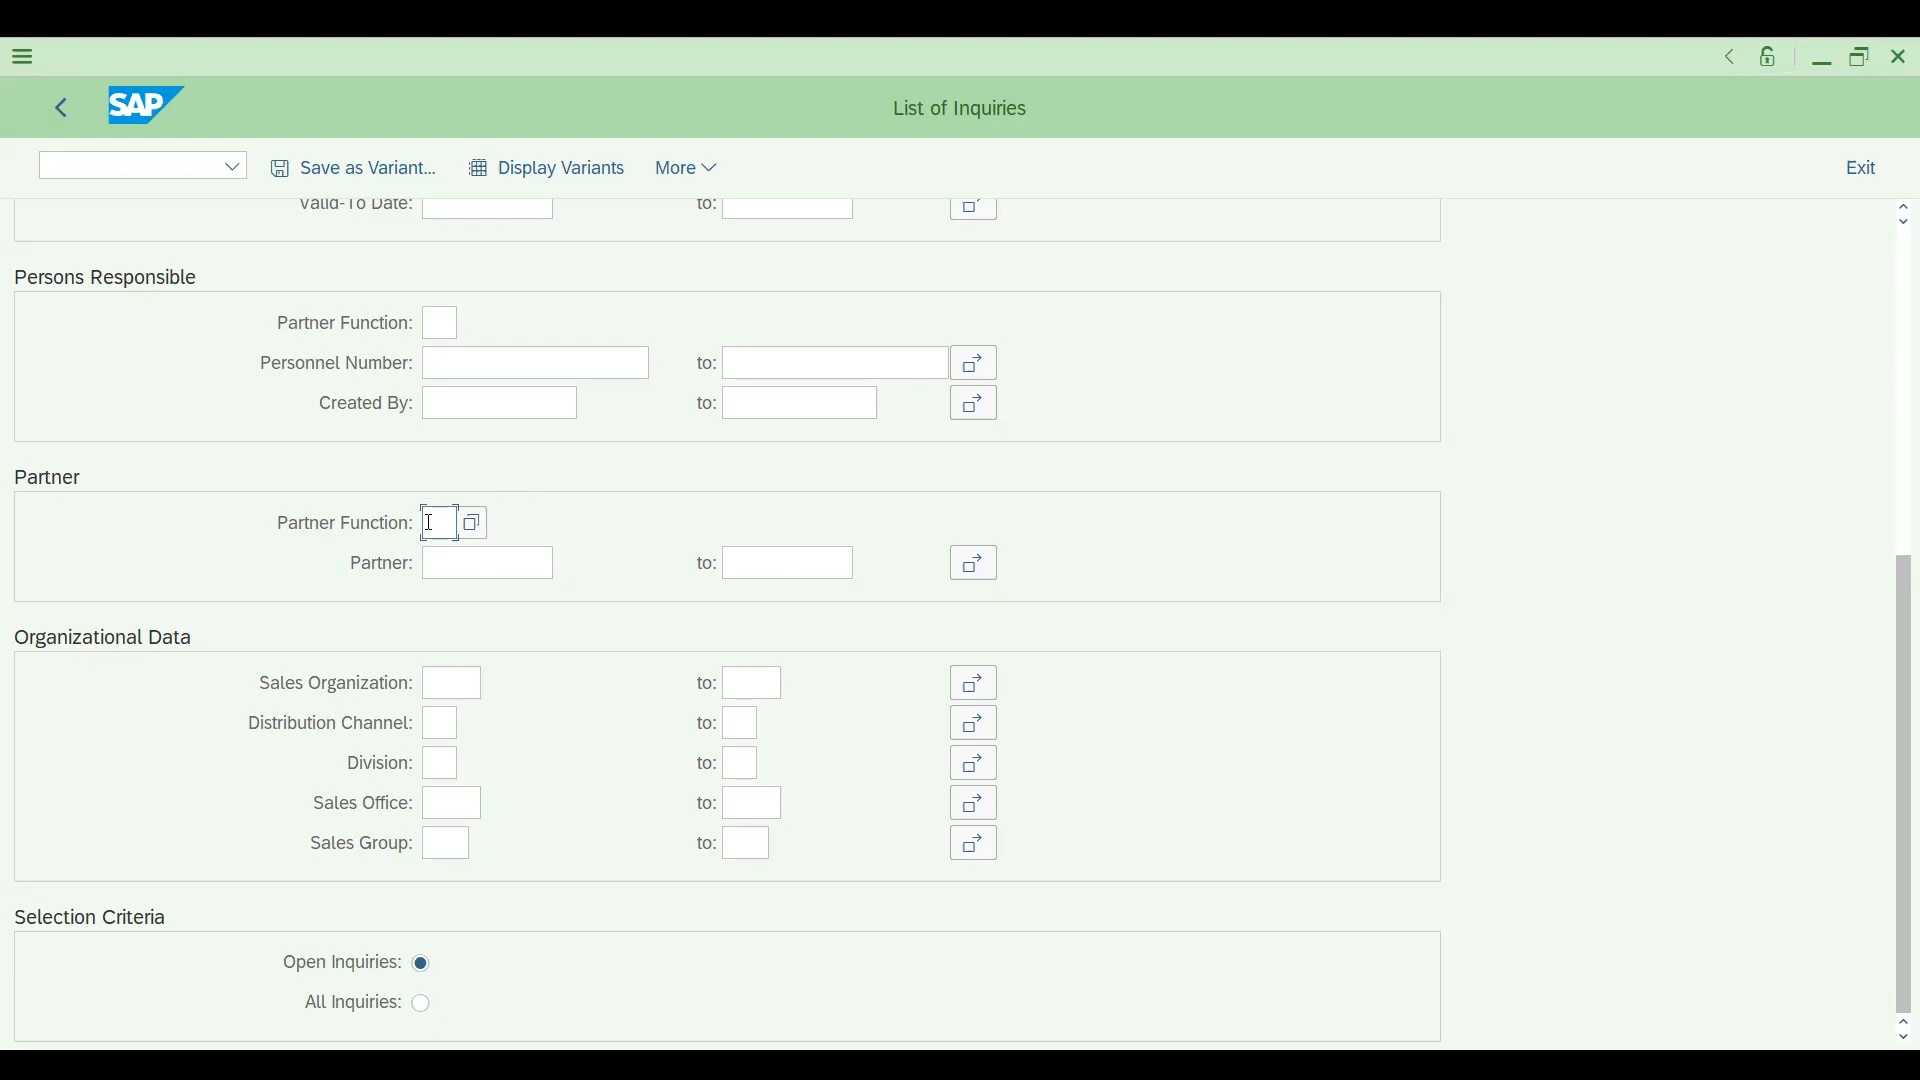 SAP
List of Inquiries
Save as Variant... Display Variants More Exit
Valid-To Date: to:
Persons Responsible
Partner Function:
Personnel Number: to:
Created By: to:
Partner
Partner Function:
Partner: to:
Organizational Data
Sales Organization: to:
Distribution Channel: to:
Division: to:
Sales Office: to:
Sales Group: to:
Selection Criteria
Open Inquiries:
All Inquiries: